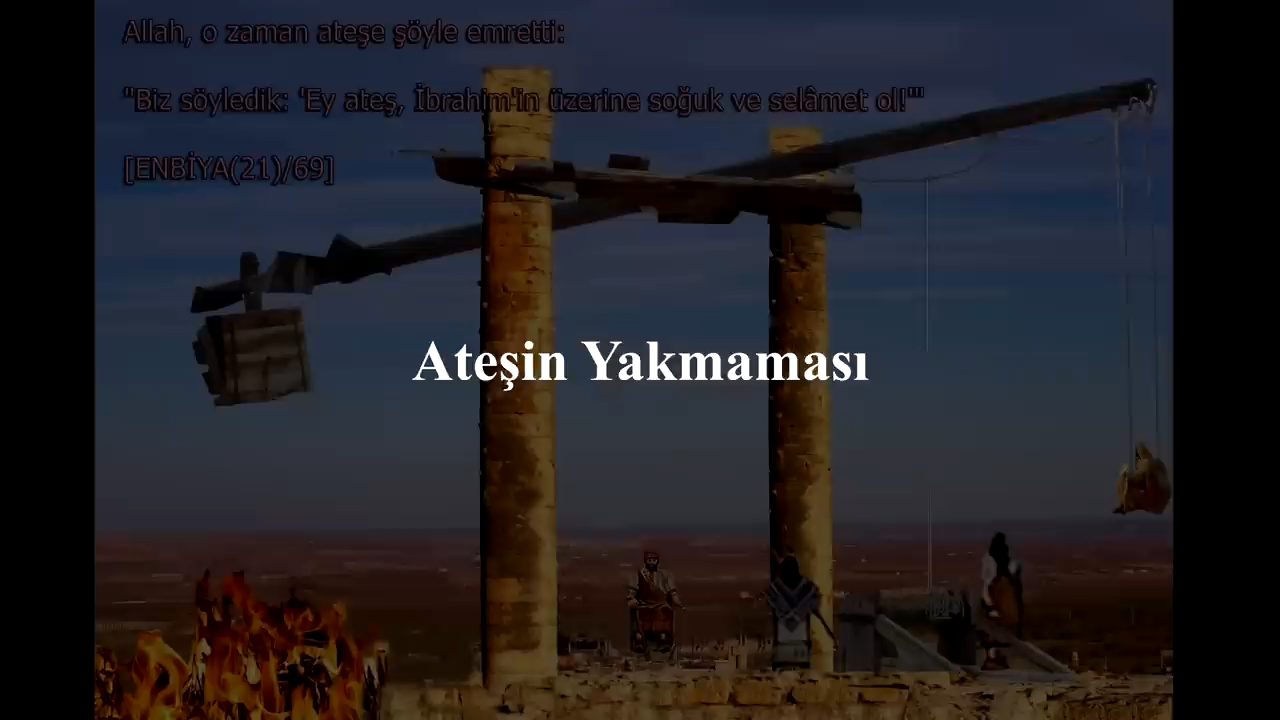 Allah, o zaman ateşe şöyle emretti:
"Biz söyledik: 'Ey ateş, İbrahim'in üzerine soğuk ve selâmet ol!'"
[ENBİYA(21)/69]
Ateşin Yakmaması